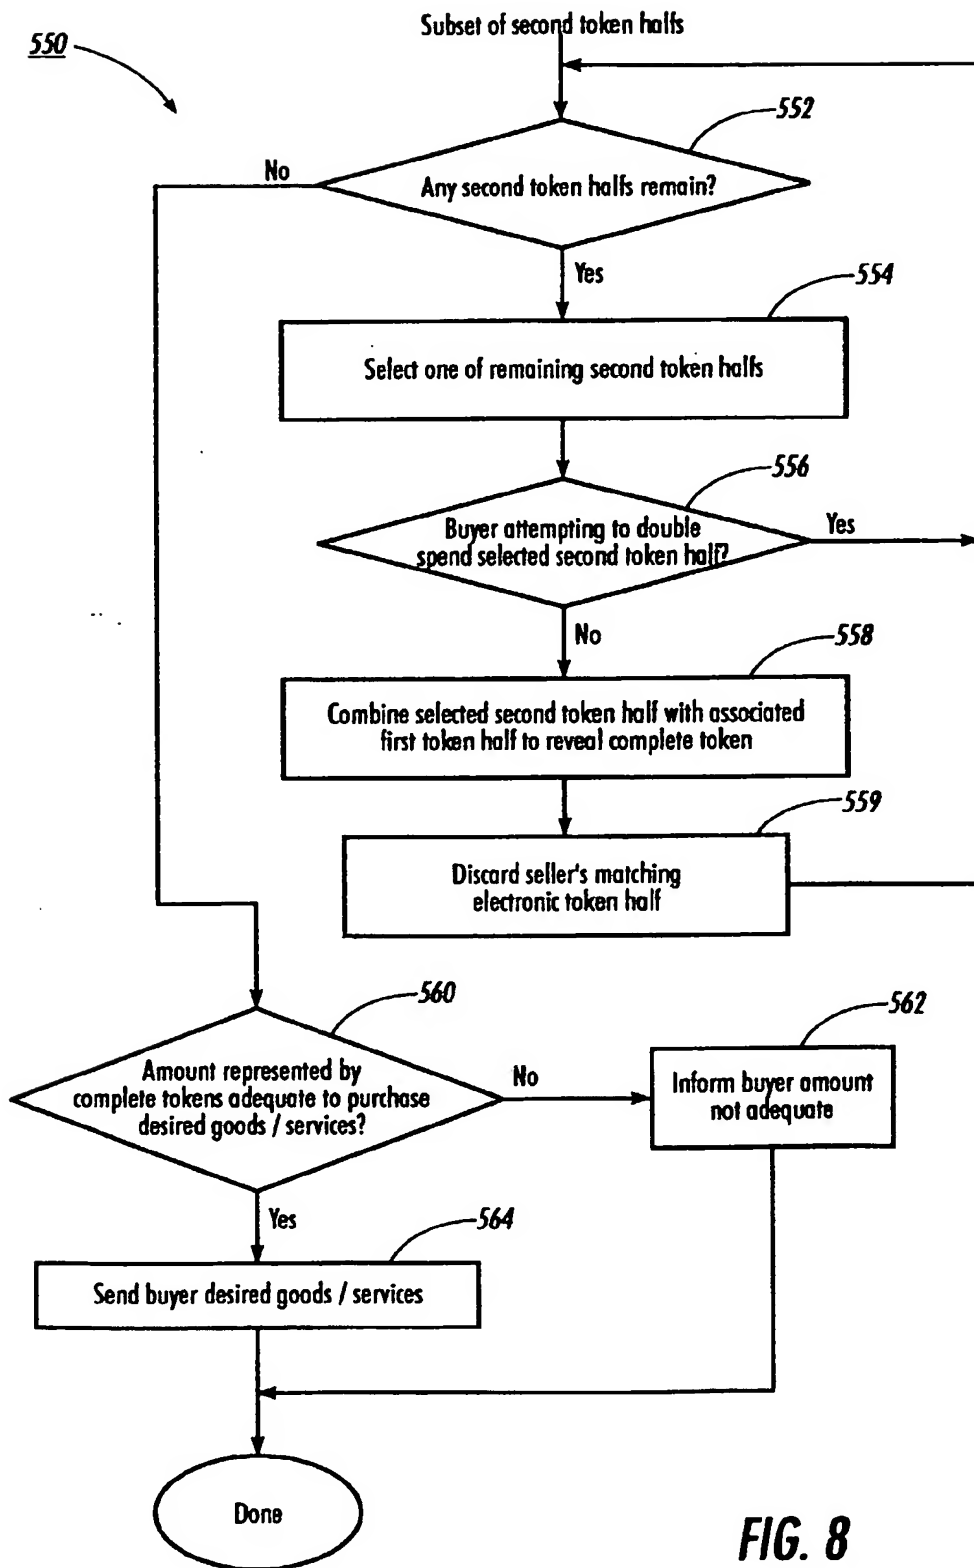 Subset of second token halfs
550
552
No
Any second token halfs remain?
Yes
554
Select one of remaining second token halfs
556
Buyer attempting to double
spend selected second token half?
Yes
No
558
Combine selected second token half with associated
first token half to reveal complete token
559
Discard seller's matching
electronic token half
560
Amount represented by
complete tokens adequate to purchase
desired goods / services?
No
562
Inform buyer amount
not adequate
Yes
564
Send buyer desired goods / services
Done
FIG. 8